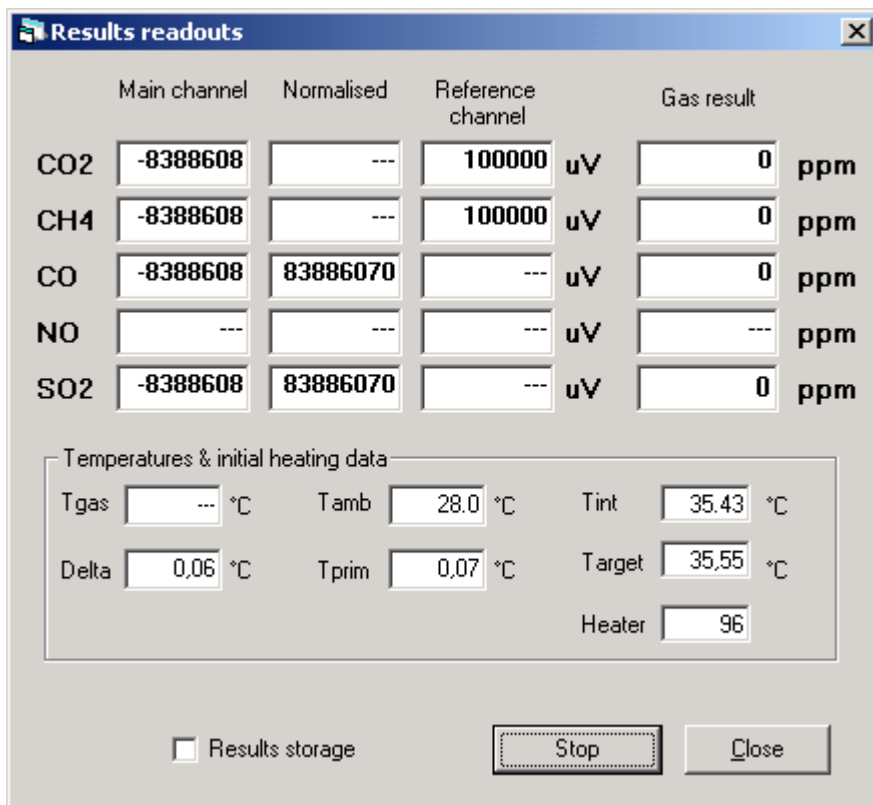 Results readouts
Main channel Normalised Reference channel Gas result
CO2 -8388608 --- 100000 uV 0 ppm
CH4 -8388608 --- 100000 uV 0 ppm
CO -8388608 83886070 --- uV 0 ppm
NO --- --- --- uV --- ppm
SO2 -8388608 83886070 --- uV 0 ppm
Temperatures & initial heating data
Tgas --- °C Tamb 28.0 °C Tint 35.43 °C
Delta 0,06 °C Tprim 0,07 °C Target 35,55 °C
Heater 96
Results storage Stop Close